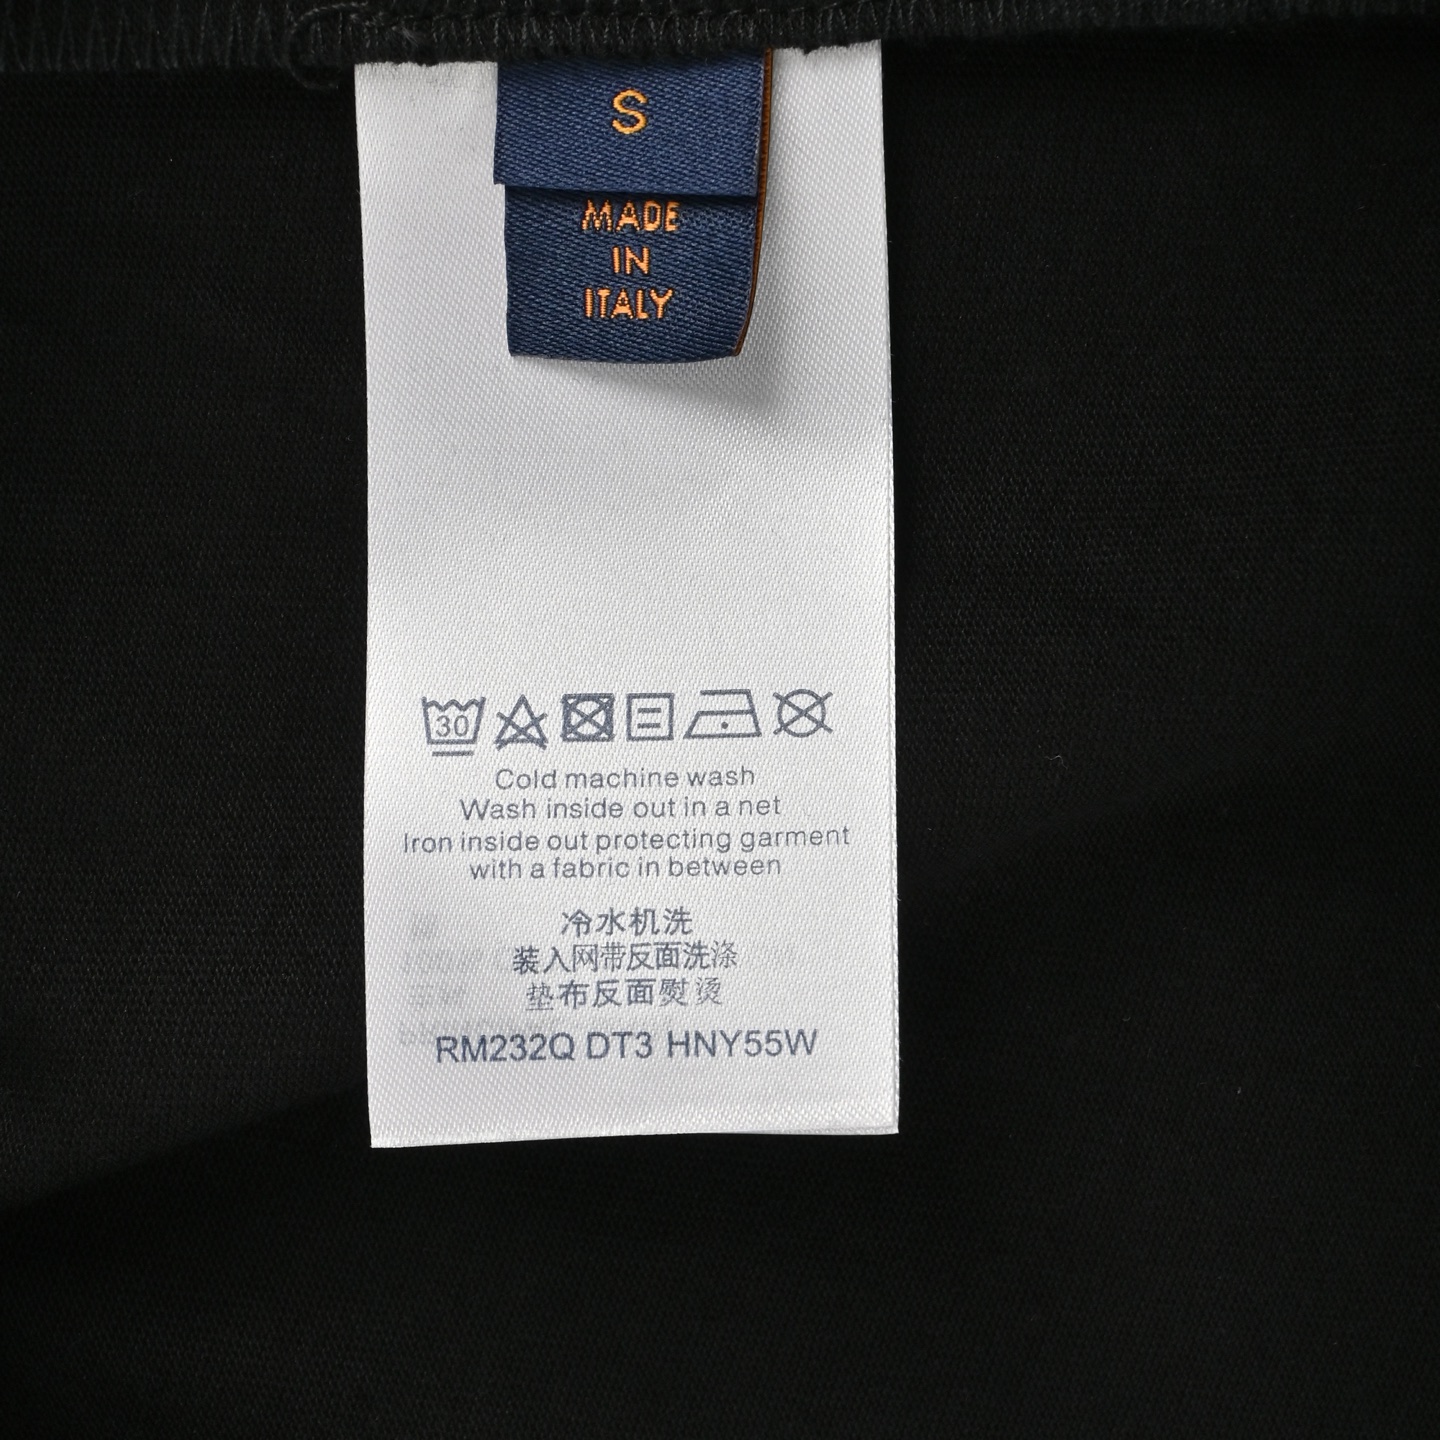 S
MADE
IN
ITALY
30
Cold machine wash
Wash inside out in a net
Iron inside out protecting garment
with a fabric in between
冷水机洗
装入网带反面洗涤
垫布反面熨烫
RM232Q DT3 HNY55W